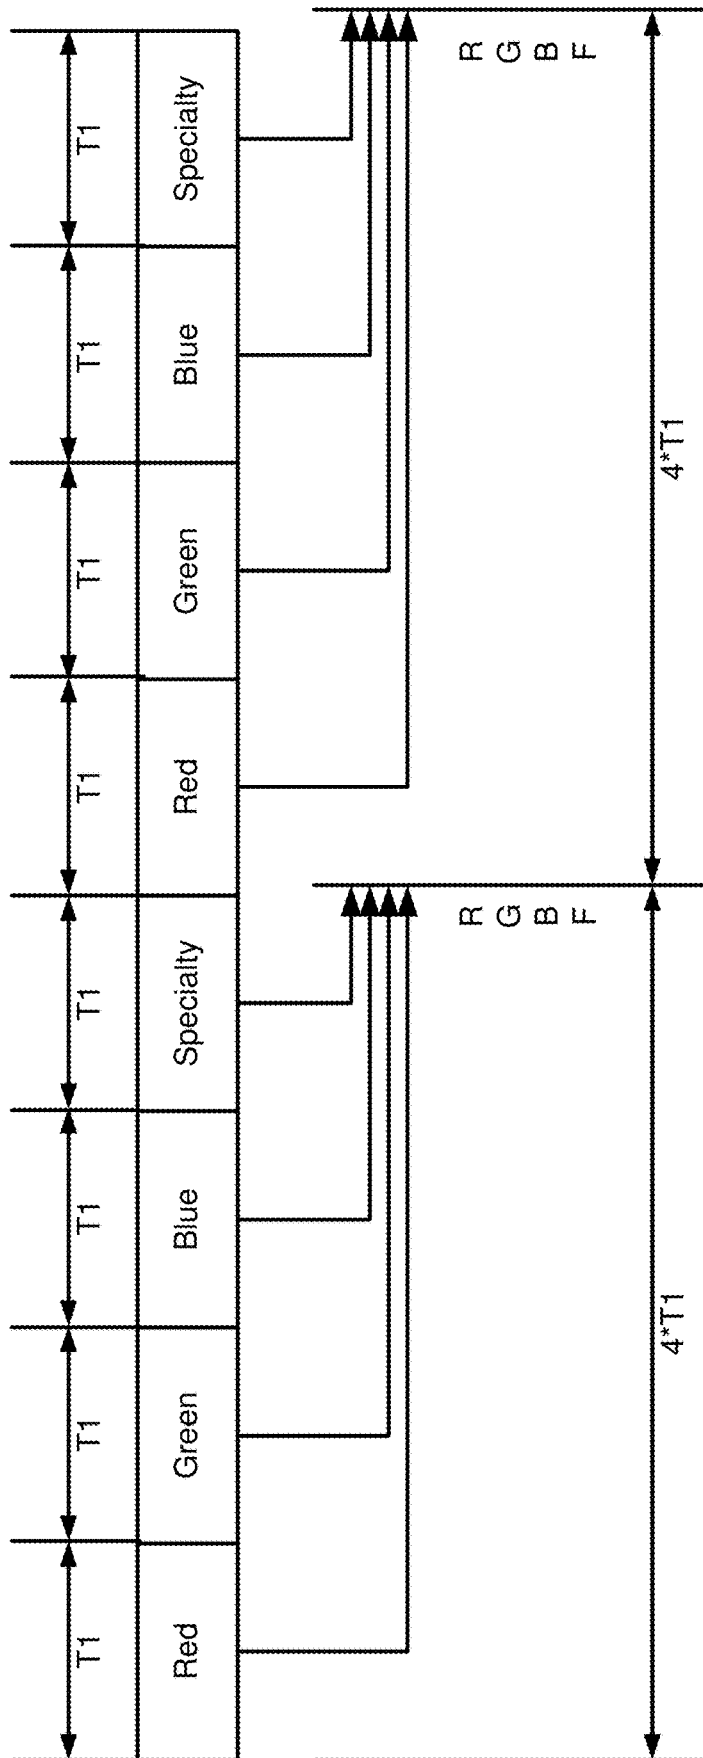 T1 T1 T1 T1 T1 T1 T1 T1
Red Green Blue Specialty Red Green Blue Specialty
R R
G G
B B
F F
4*T1 4*T1